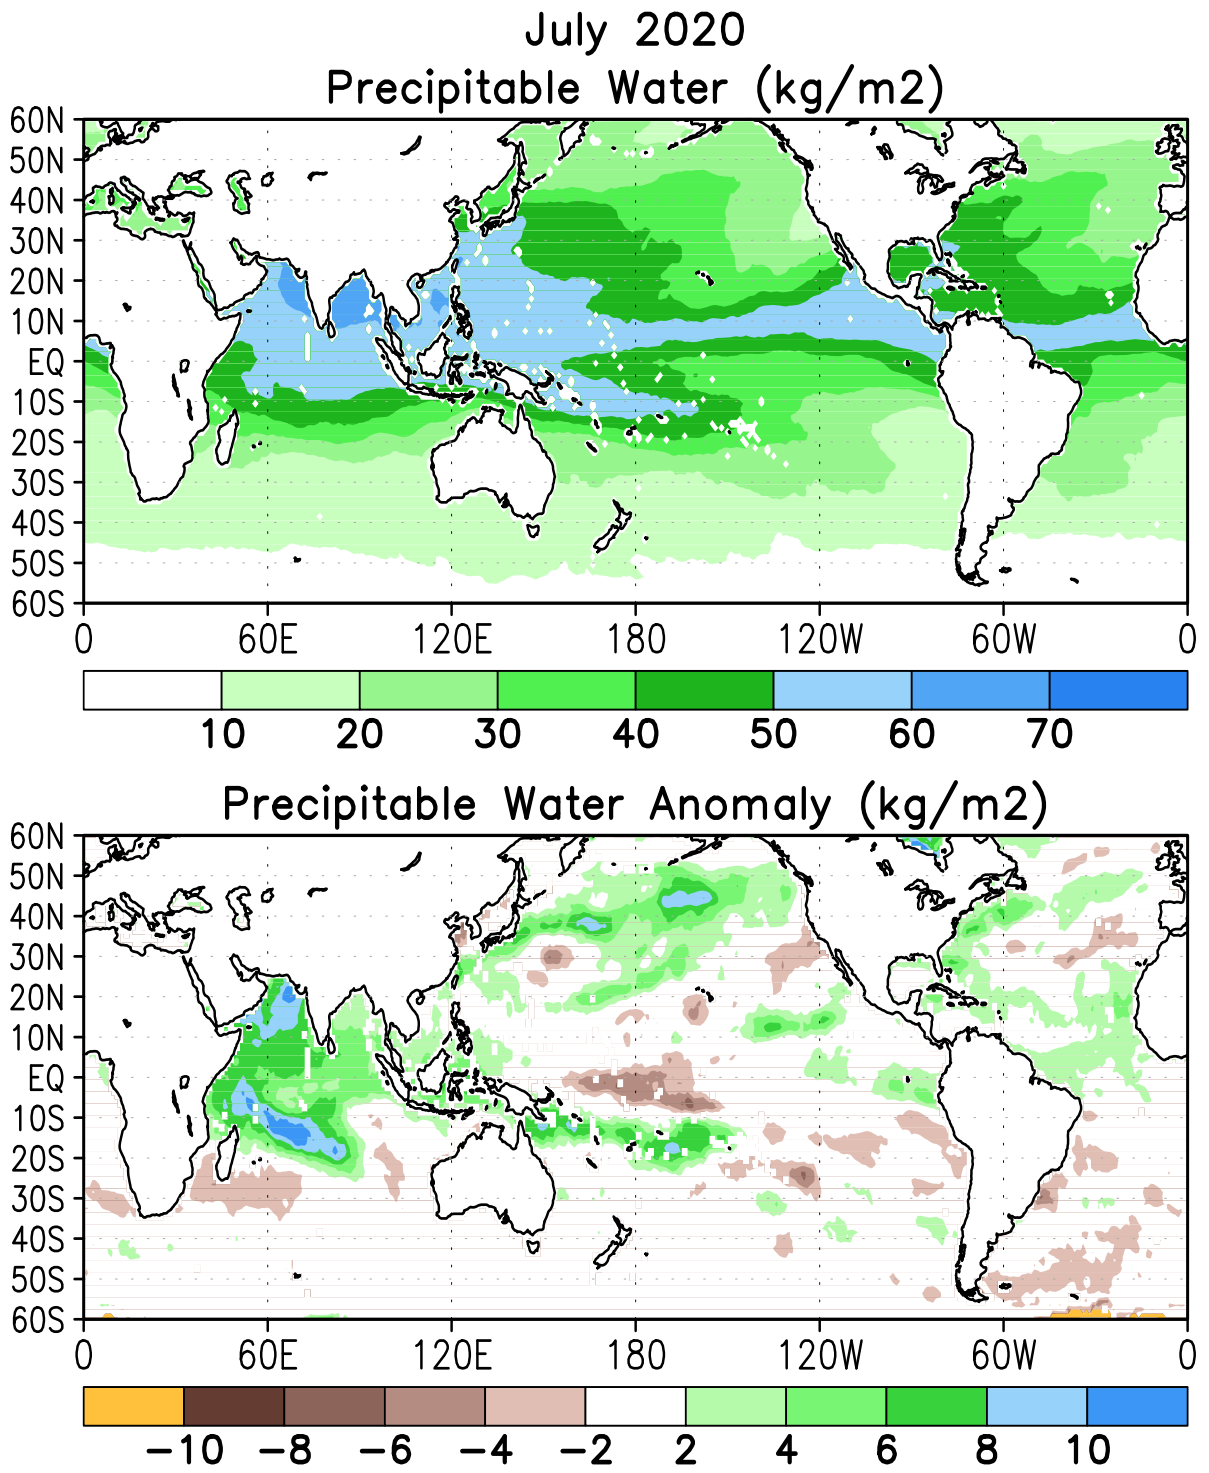 July 2020
Precipitable Water (kg/m2)
60N
50N
40N
30N
20N
10N
EQ
10S
20S
30S
40S
50S
60S
0 60E 120E 180 120W 60W 0
10 20 30 40 50 60 70
Precipitable Water Anomaly (kg/m2)
60N
50N
40N
30N
20N
10N
EQ
10S
20S
30S
40S
50S
60S
0 60E 120E 180 120W 60W 0
−10 −8 −6 −4 −2 2 4 6 8 10